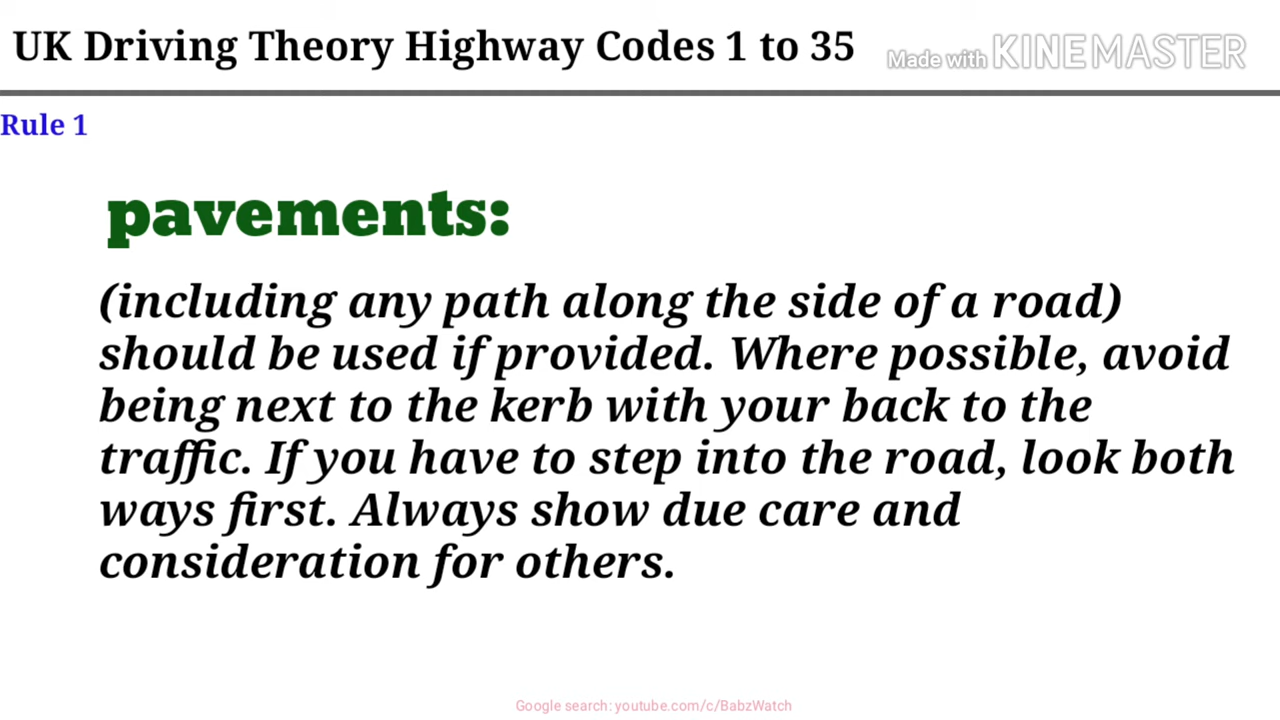 UK Driving Theory Highway Codes 1 to 35
Made with KINEMASTER
Rule 1
pavements:
(including any path along the side of a road)
should be used if provided. Where possible, avoid
being next to the kerb with your back to the
traffic. If you have to step into the road, look both
ways first. Always show due care and
consideration for others.
Google search: youtube.com/c/BabzWatch